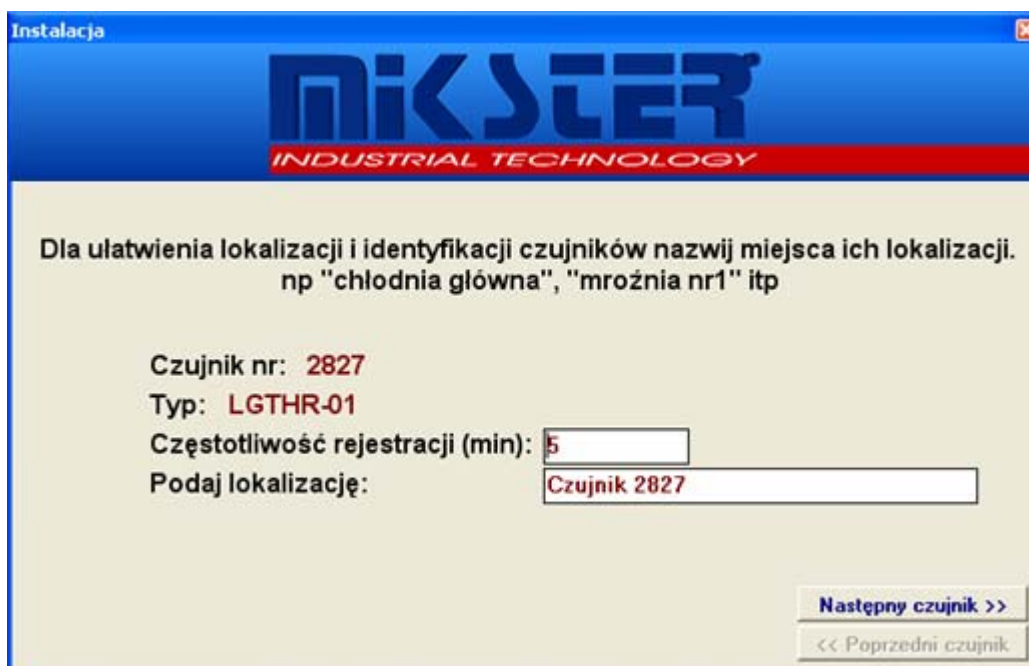 Instalacja
MIKSTER
INDUSTRIAL TECHNOLOGY
Dla ułatwienia lokalizacji i identyfikacji czujników nazwij miejsca ich lokalizacji.
np "chłodnia główna", "mroźnia nr1" itp
Czujnik nr: 2827
Typ: LGTHR-01
Częstotliwość rejestracji (min): 5
Podaj lokalizację: Czujnik 2827
Następny czujnik >>
<< Poprzedni czujnik